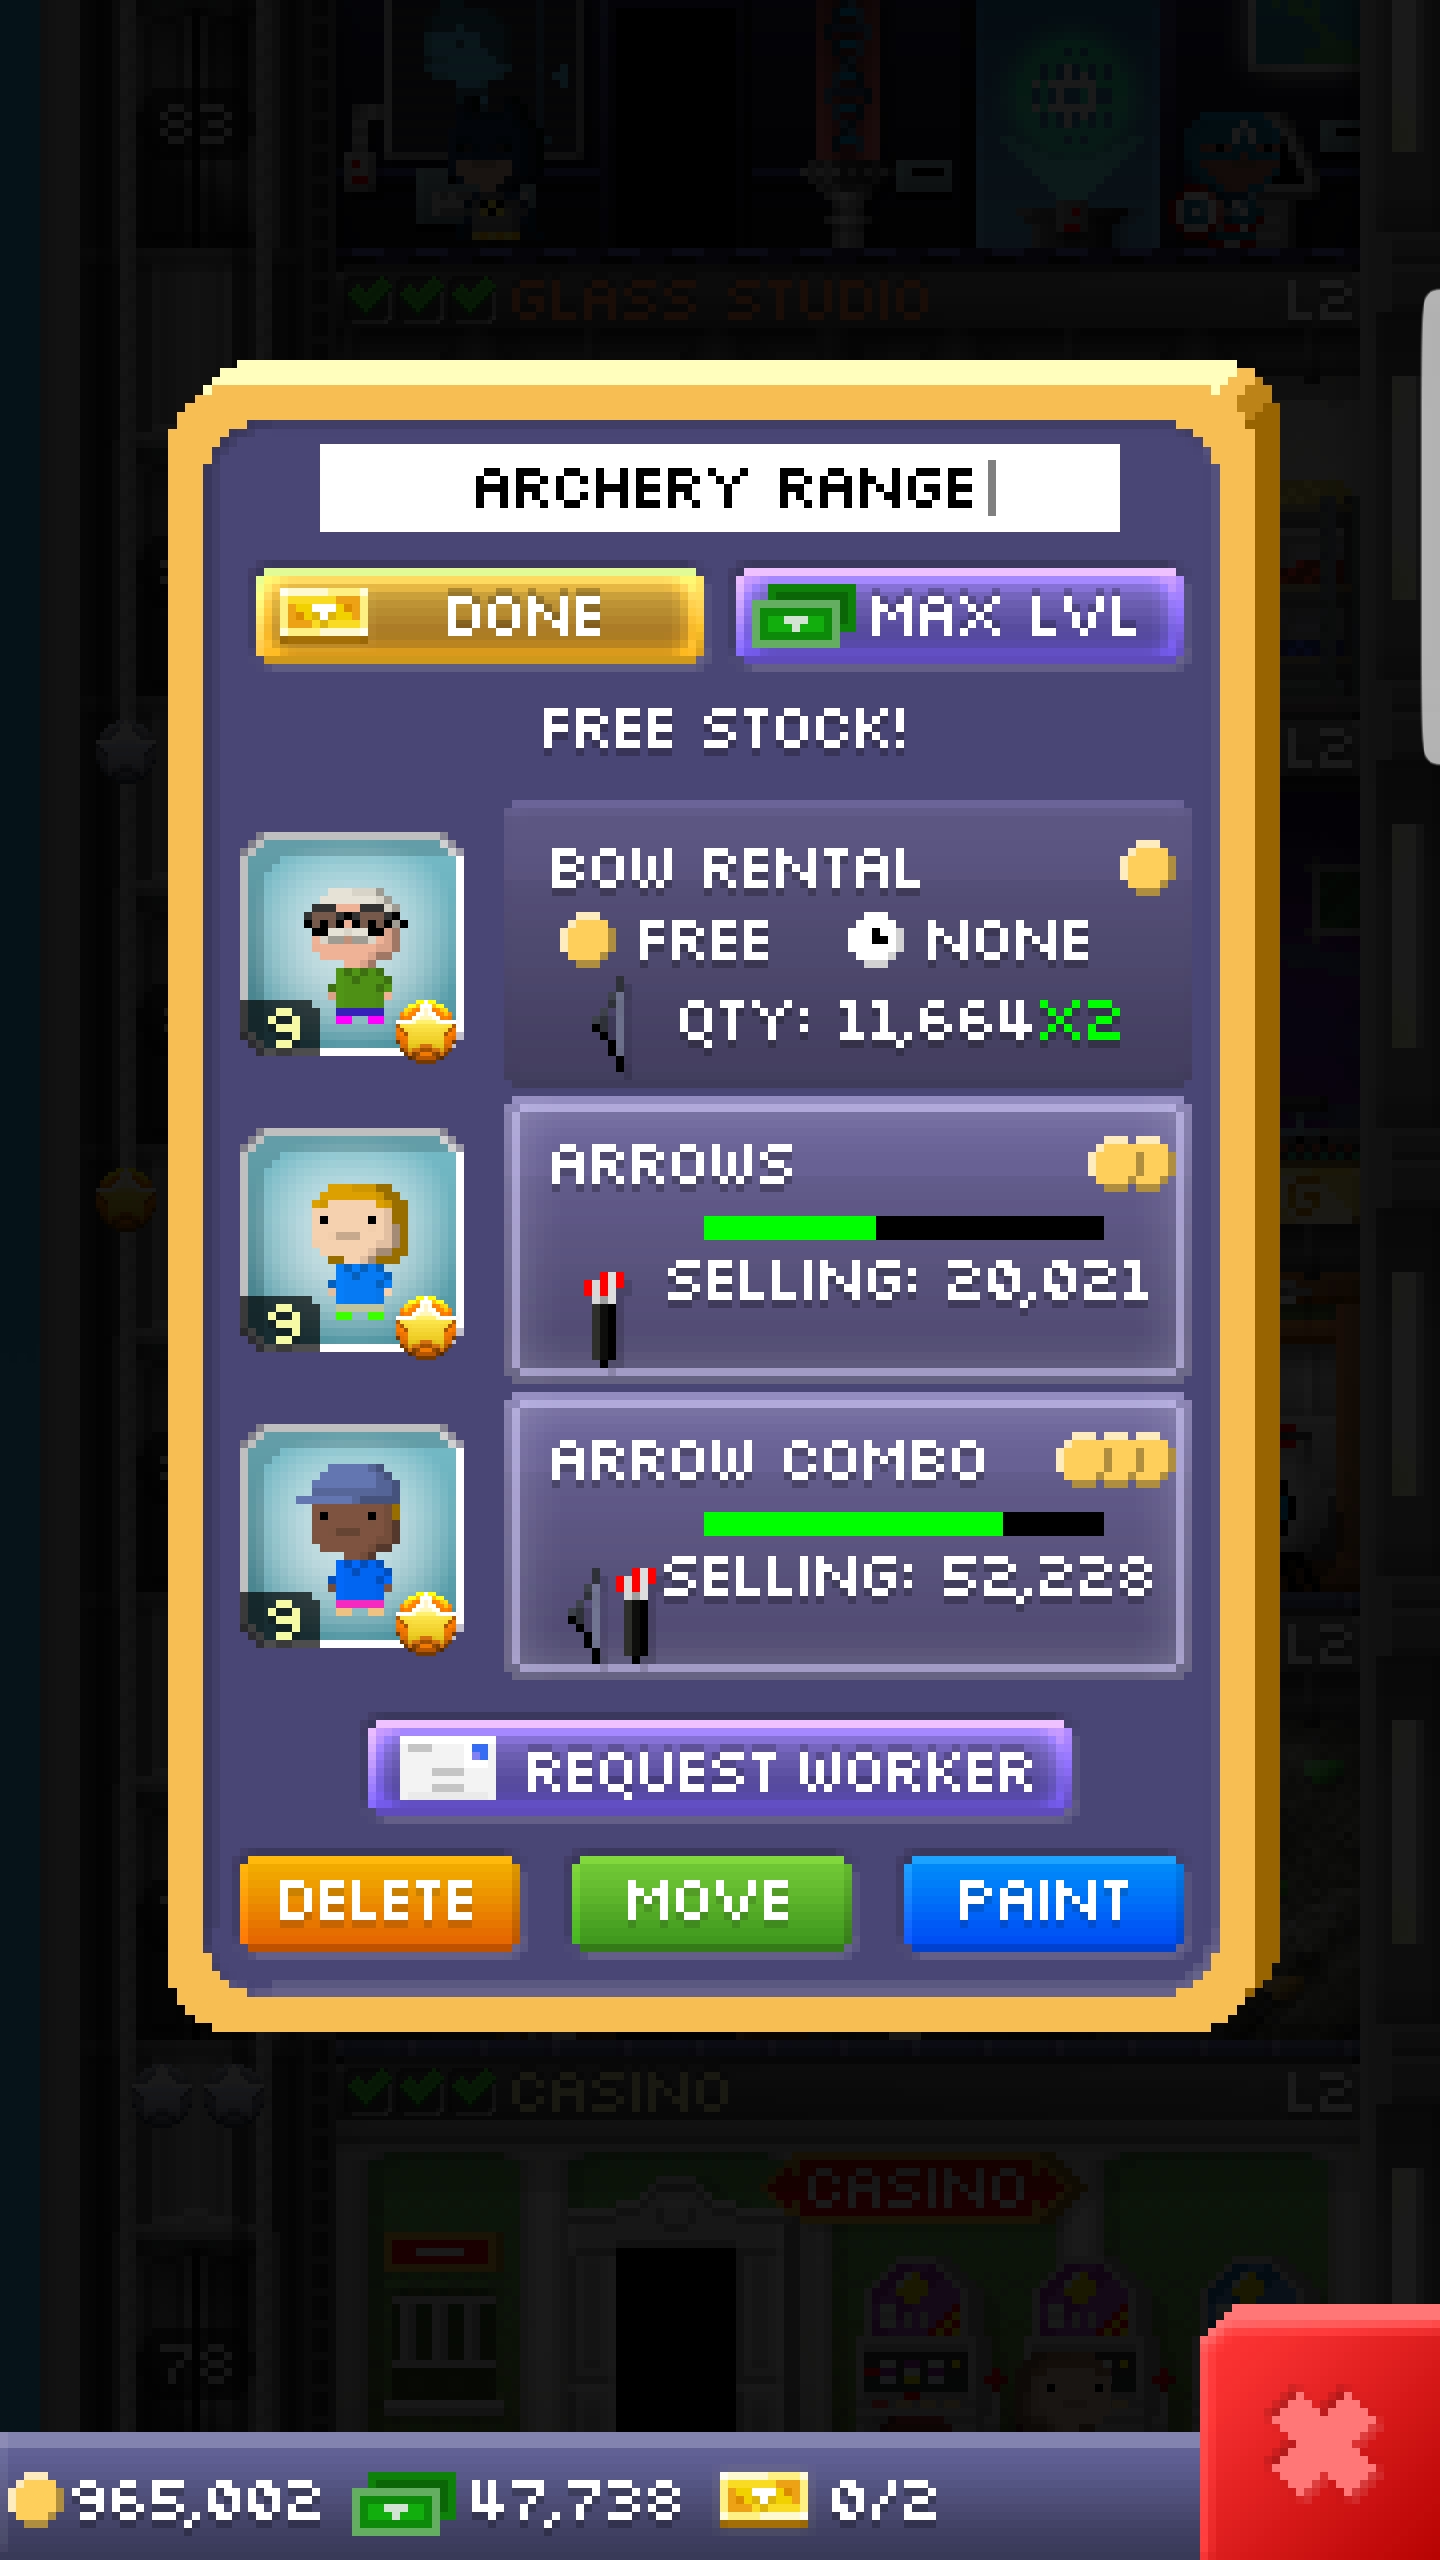 83
GLASS STUDIO L2
ARCHERY RANGE
DONE MAX LVL
FREE STOCK!
L2
BOW RENTAL
FREE NONE
9 QTY: 11,664X2
ARROWS
SELLING: 20,021
9
ARROW COMBO
SELLING: 52,228
9
L2
REQUEST WORKER
DELETE MOVE PAINT
CASINO L2
CASINO
78
965,002 47,738 0/2